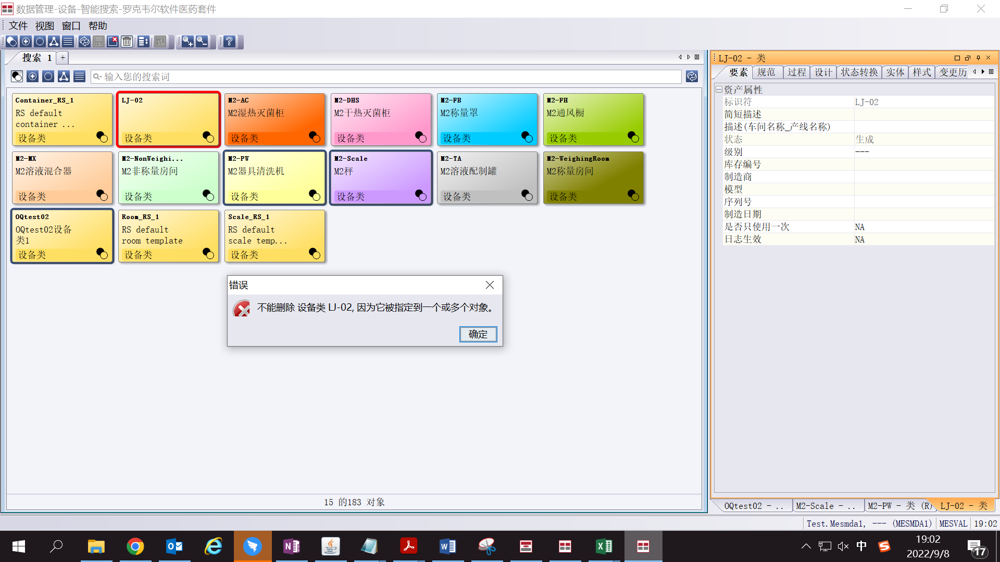 数据管理-设备-智能搜索-罗克韦尔软件医药套件
文件 视图 窗口 帮助
搜索 1 +
输入您的搜索词
Container_RS_1
RS default
container ...
设备类
LJ-02
设备类
M2-AC
M2湿热灭菌柜
设备类
M2-DHS
M2干热灭菌柜
设备类
M2-FB
M2称量罩
设备类
M2-FH
M2通风橱
设备类
M2-MX
M2溶液混合器
设备类
M2-NonWeighi...
M2非称量房间
设备类
M2-PW
M2器具清洗机
设备类
M2-Scale
M2秤
设备类
M2-TA
M2溶液配制罐
设备类
M2-WeighingRoom
M2称量房间
设备类
OQtest02
OQtest02设备
类1
设备类
Room_RS_1
RS default
room template
设备类
Scale_RS_1
RS default
scale temp...
设备类
错误
不能删除 设备类 LJ-02, 因为它被指定到一个或多个对象。
确定
15 的183 对象
LJ-02 - 类
要素 规范 过程 设计 状态转换 实体 样式 变更历
资产属性
标识符 LJ-02
简短描述
描述(车间名称_产线名称)
状态 生成
级别 ---
库存编号
制造商
模型
序列号
制造日期
是否只使用一次 NA
日志生效 NA
OQtest02 - .. M2-Scale - .. M2-PW - 类 (R) LJ-02 - 类
Test.Mesmda1, --- (MESMDA1) MESVAL 19:02
中
19:02
2022/9/8
17